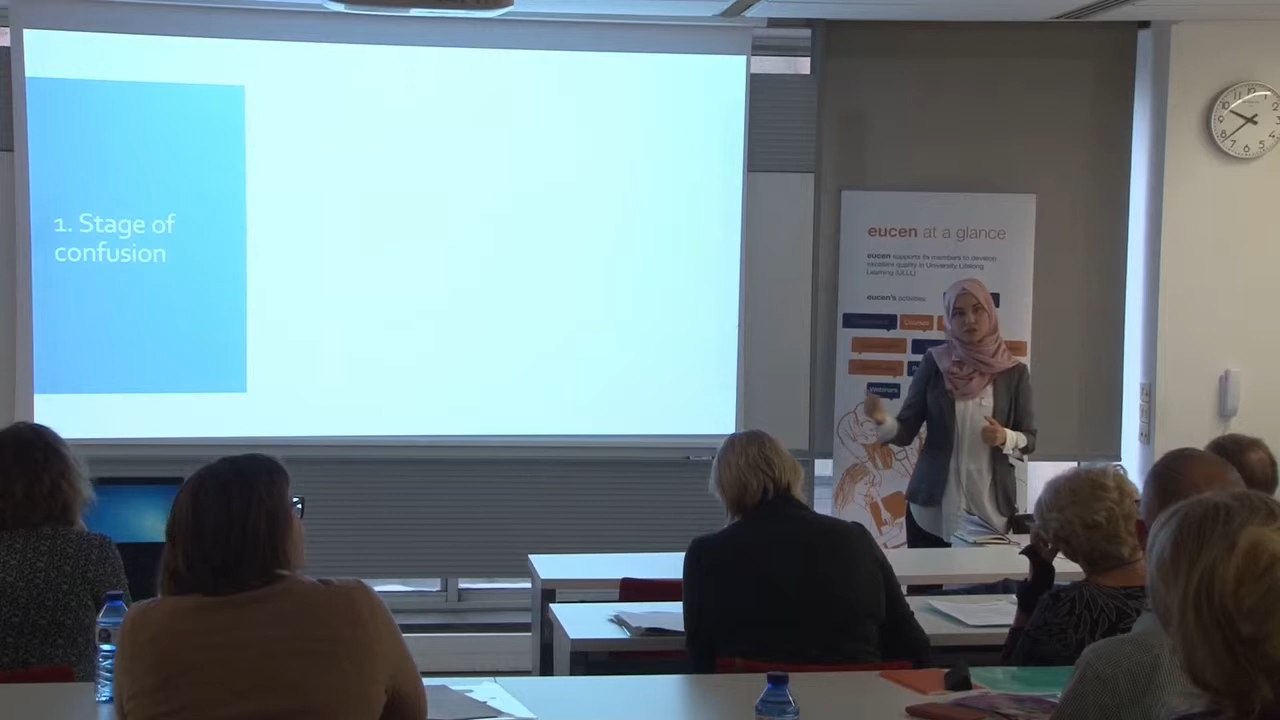 1. Stage of
confusion
eucen at a glance
eucen supports its members to develop
excellent quality in University Lifelong
Learning (ULLL)
eucen's activities
Courses
Webinars